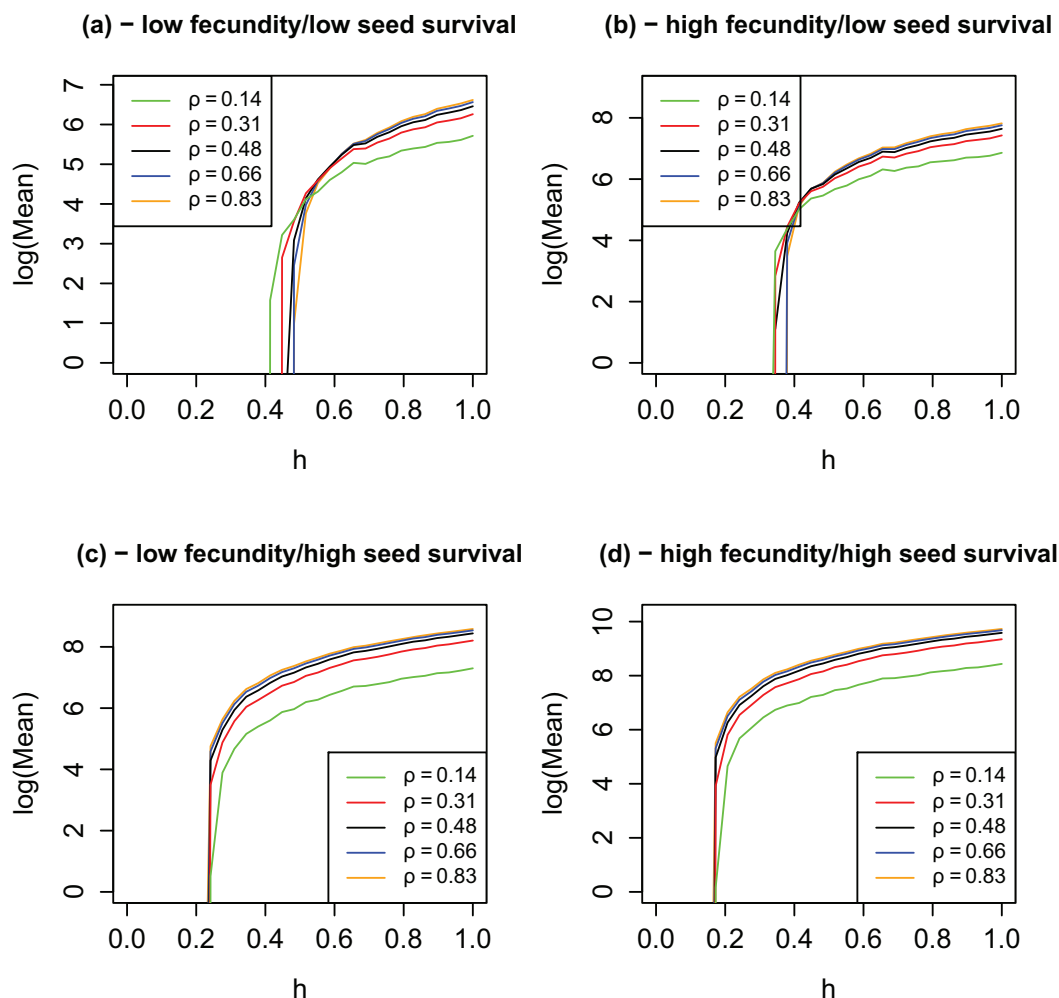 (a) − low fecundity/low seed survival
log(Mean)
7
6
5
4
3
2
1
0
ρ = 0.14
ρ = 0.31
ρ = 0.48
ρ = 0.66
ρ = 0.83
0.0 0.2 0.4 0.6 0.8 1.0
h
(b) − high fecundity/low seed survival
log(Mean)
8
6
4
2
0
ρ = 0.14
ρ = 0.31
ρ = 0.48
ρ = 0.66
ρ = 0.83
0.0 0.2 0.4 0.6 0.8 1.0
h
(c) − low fecundity/high seed survival
log(Mean)
8
6
4
2
0
ρ = 0.14
ρ = 0.31
ρ = 0.48
ρ = 0.66
ρ = 0.83
0.0 0.2 0.4 0.6 0.8 1.0
h
(d) − high fecundity/high seed survival
log(Mean)
10
8
6
4
2
0
ρ = 0.14
ρ = 0.31
ρ = 0.48
ρ = 0.66
ρ = 0.83
0.0 0.2 0.4 0.6 0.8 1.0
h